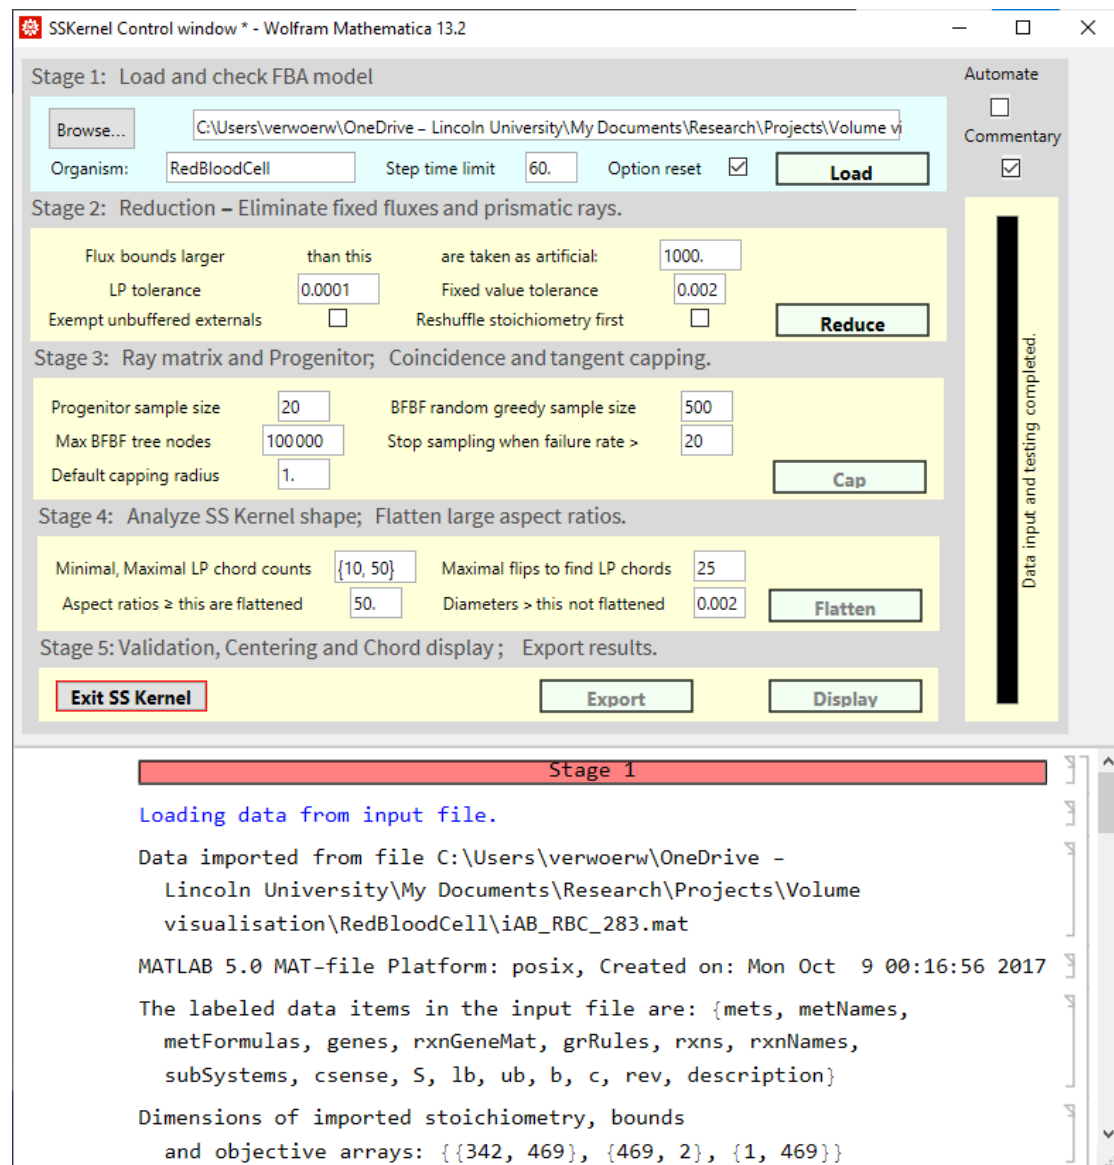 SSKernel Control window * - Wolfram Mathematica 13.2
Stage 1: Load and check FBA model
Automate
Browse...
C:\Users\verwoerw\OneDrive – Lincoln University\My Documents\Research\Projects\Volume vi
Commentary
Organism: RedBloodCell Step time limit 60. Option reset Load
Stage 2: Reduction – Eliminate fixed fluxes and prismatic rays.
Flux bounds larger than this are taken as artificial: 1000.
LP tolerance 0.0001 Fixed value tolerance 0.002
Exempt unbuffered externals Reshuffle stoichiometry first Reduce
Stage 3: Ray matrix and Progenitor; Coincidence and tangent capping.
Progenitor sample size 20 BFBF random greedy sample size 500
Max BFBF tree nodes 100000 Stop sampling when failure rate > 20
Default capping radius 1. Cap
Stage 4: Analyze SS Kernel shape; Flatten large aspect ratios.
Minimal, Maximal LP chord counts {10, 50} Maximal flips to find LP chords 25
Aspect ratios ≥ this are flattened 50. Diameters > this not flattened 0.002 Flatten
Stage 5: Validation, Centering and Chord display ; Export results.
Exit SS Kernel Export Display
Data input and testing completed.
Stage 1
Loading data from input file.
Data imported from file C:\Users\verwoerw\OneDrive –
Lincoln University\My Documents\Research\Projects\Volume
visualisation\RedBloodCell\iAB_RBC_283.mat
MATLAB 5.0 MAT-file Platform: posix, Created on: Mon Oct  9 00:16:56 2017
The labeled data items in the input file are: {mets, metNames,
metFormulas, genes, rxnGeneMat, grRules, rxns, rxnNames,
subSystems, csense, S, lb, ub, b, c, rev, description}
Dimensions of imported stoichiometry, bounds
and objective arrays: {{342, 469}, {469, 2}, {1, 469}}